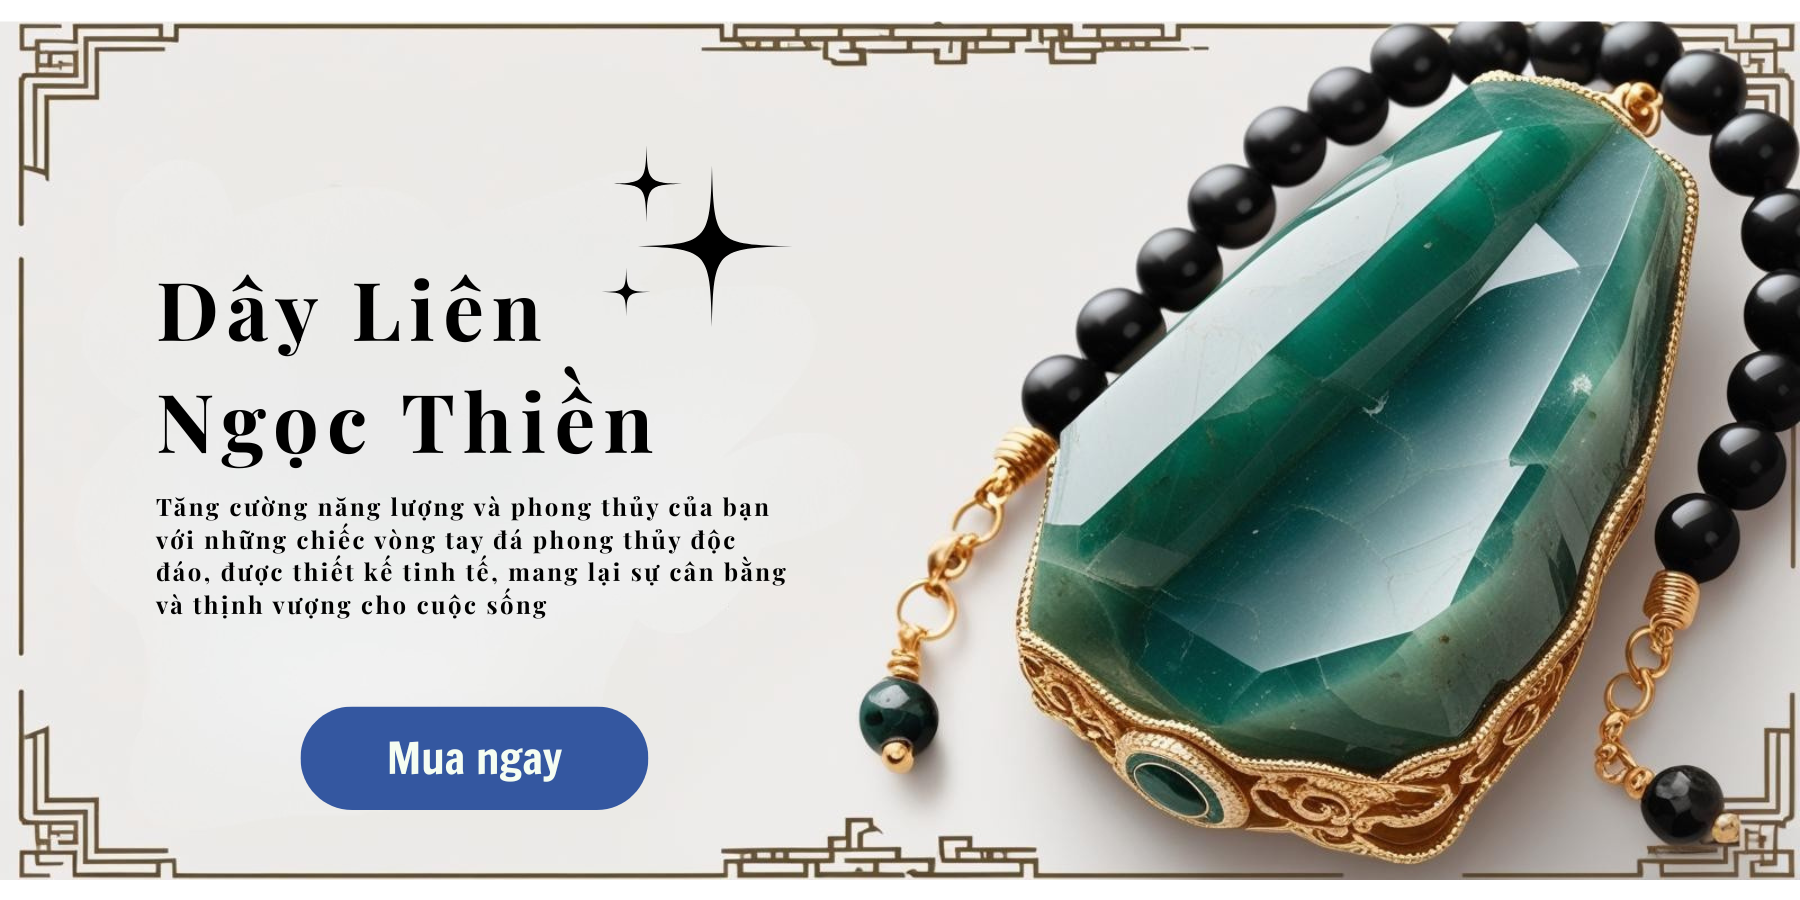 Dây Liên
Ngọc Thiền
Tăng cường năng lượng và phong thủy của bạn
với những chiếc vòng tay đá phong thủy độc
đáo, được thiết kế tinh tế, mang lại sự cân bằng
và thịnh vượng cho cuộc sống
Mua ngay